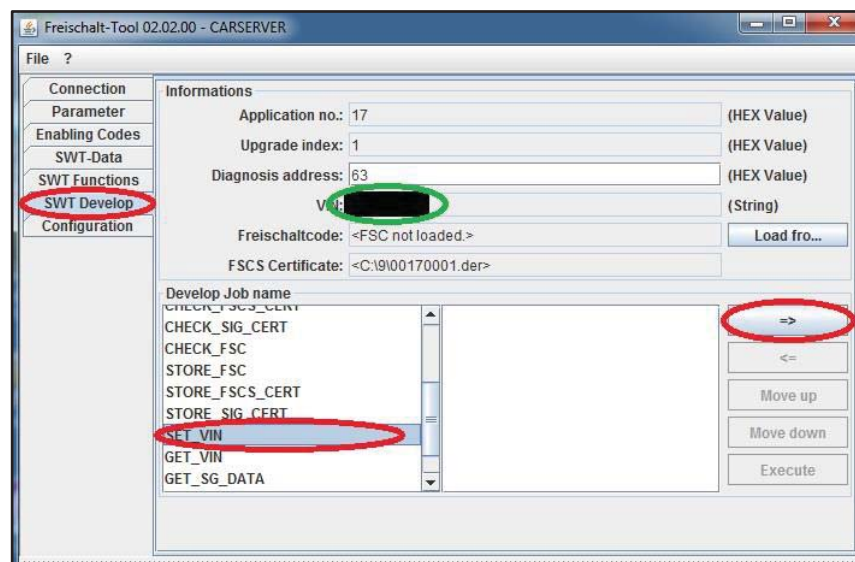 Freischalt-Tool 02.02.00 - CARSERVER
File ?
Connection
Parameter
Enabling Codes
SWT-Data
SWT Functions
SWT Develop
Configuration
Informations
Application no.: 17 (HEX Value)
Upgrade index: 1 (HEX Value)
Diagnosis address: 63 (HEX Value)
(String)
Freischaltcode: <FSC not loaded.> Load fro...
FSCS Certificate: <C:\9\00170001.der>
Develop Job name
CHECK_FSCS_CERT
CHECK_SIG_CERT
CHECK_FSC
STORE_FSC
STORE_FSCS_CERT
STORE_SIG_CERT
SET_VIN
GET_VIN
GET_SG_DATA
=>
<=
Move up
Move down
Execute